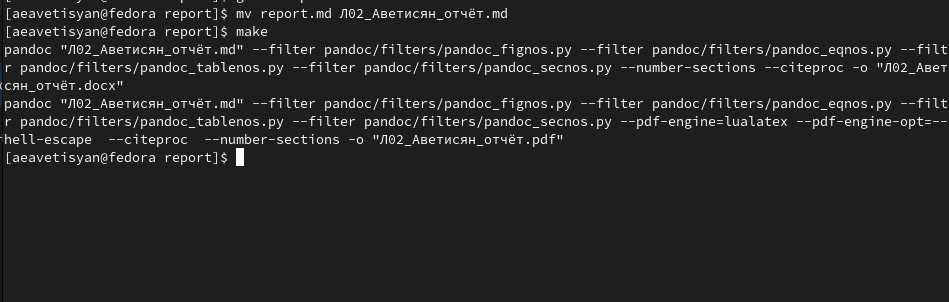 [aeavetisyan@fedora report]$ mv report.md Л02_Аветисян_отчёт.md
[aeavetisyan@fedora report]$ make
pandoc "Л02_Аветисян_отчёт.md" --filter pandoc/filters/pandoc_fignos.py --filter pandoc/filters/pandoc_eqnos.py --filt
r pandoc/filters/pandoc_tablenos.py --filter pandoc/filters/pandoc_secnos.py --number-sections --citeproc -o "Л02_Авет
сян_отчёт.docx"
pandoc "Л02_Аветисян_отчёт.md" --filter pandoc/filters/pandoc_fignos.py --filter pandoc/filters/pandoc_eqnos.py --filt
r pandoc/filters/pandoc_tablenos.py --filter pandoc/filters/pandoc_secnos.py --pdf-engine=lualatex --pdf-engine-opt=--
hell-escape  --citeproc  --number-sections -o "Л02_Аветисян_отчёт.pdf"
[aeavetisyan@fedora report]$